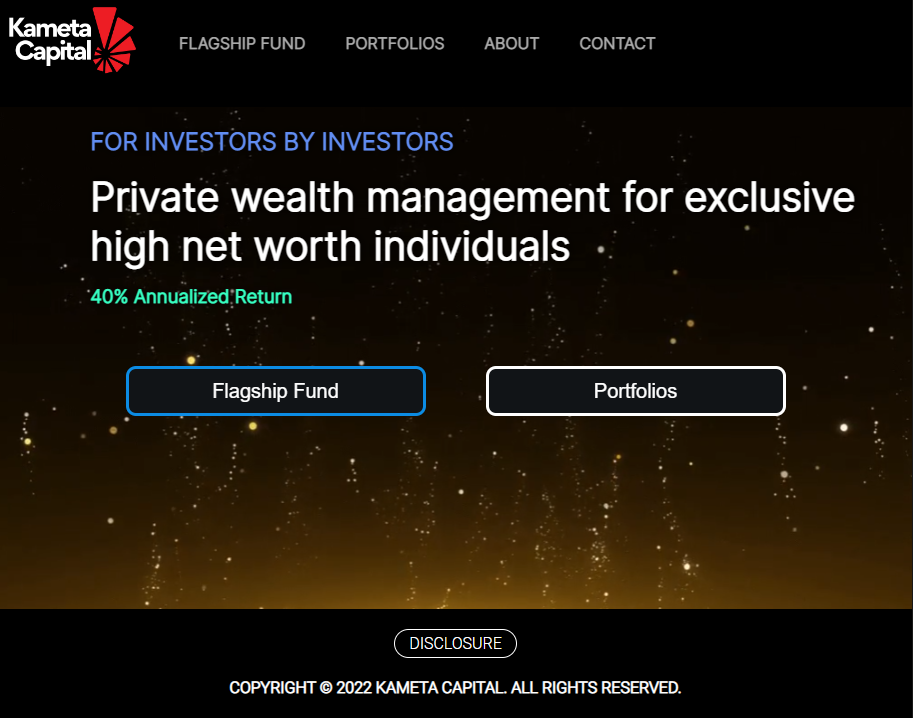 Kameta
Capital
FLAGSHIP FUND PORTFOLIOS ABOUT CONTACT
FOR INVESTORS BY INVESTORS
Private wealth management for exclusive
high net worth individuals
40% Annualized Return
Flagship Fund Portfolios
DISCLOSURE
COPYRIGHT © 2022 KAMETA CAPITAL. ALL RIGHTS RESERVED.